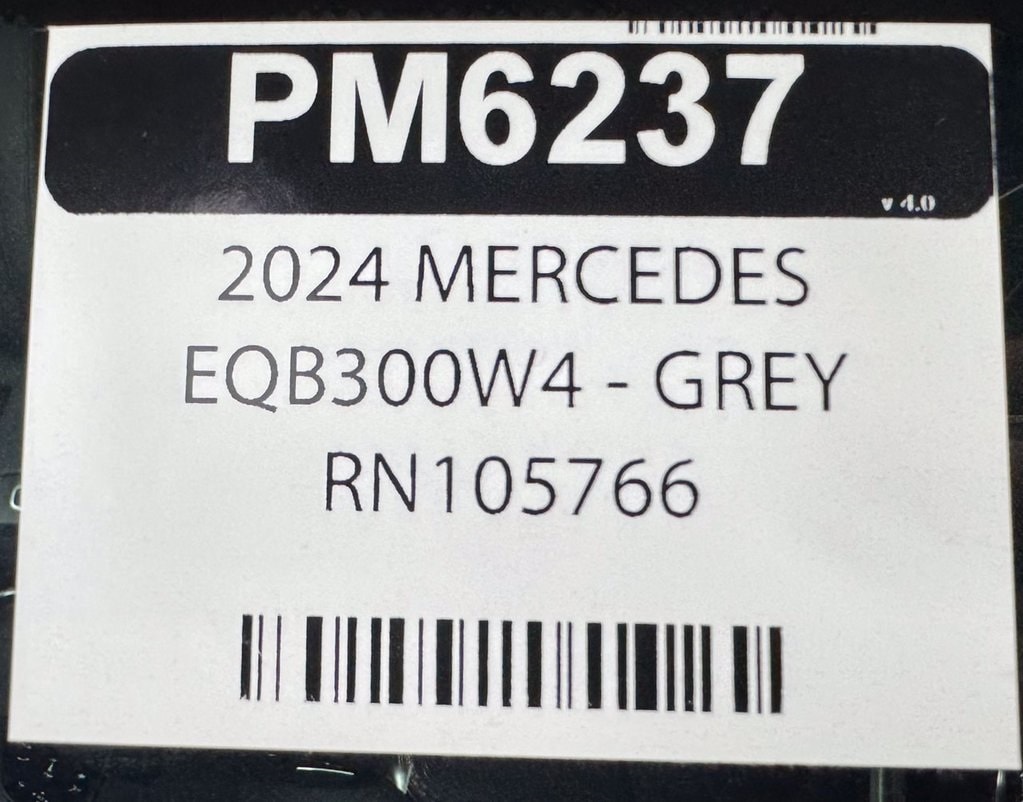 PM6237
v 4.0
2024 MERCEDES
EQB300W4 - GREY
RN105766